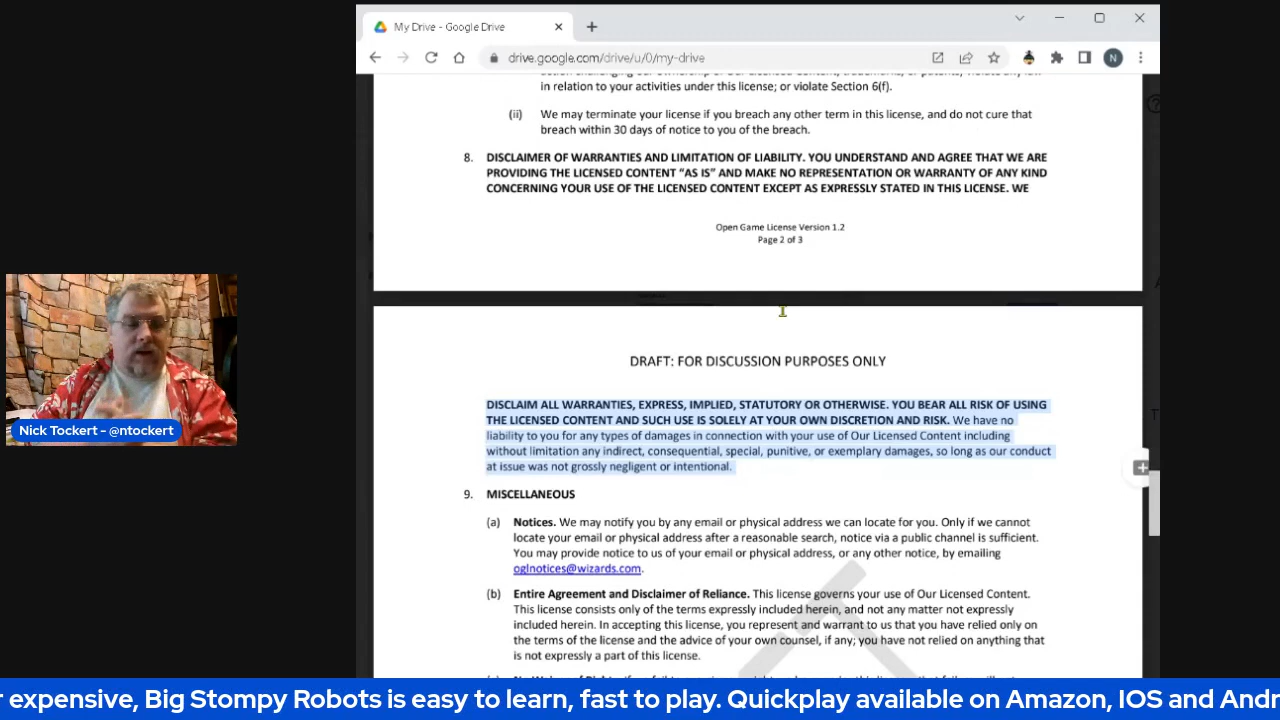 My Drive - Google Drive
drive.google.com/drive/u/0/my-drive
N
in relation to your activities under this license; or violate Section 6(f).
(ii) We may terminate your license if you breach any other term in this license, and do not cure that
breach within 30 days of notice to you of the breach.
8. DISCLAIMER OF WARRANTIES AND LIMITATION OF LIABILITY. YOU UNDERSTAND AND AGREE THAT WE ARE
PROVIDING THE LICENSED CONTENT “AS IS” AND MAKE NO REPRESENTATION OR WARRANTY OF ANY KIND
CONCERNING YOUR USE OF THE LICENSED CONTENT EXCEPT AS EXPRESSLY STATED IN THIS LICENSE. WE
Open Game License Version 1.2
Page 2 of 3
DRAFT: FOR DISCUSSION PURPOSES ONLY
DISCLAIM ALL WARRANTIES, EXPRESS, IMPLIED, STATUTORY OR OTHERWISE. YOU BEAR ALL RISK OF USING
THE LICENSED CONTENT AND SUCH USE IS SOLELY AT YOUR OWN DISCRETION AND RISK. We have no
liability to you for any types of damages in connection with your use of Our Licensed Content including
without limitation any indirect, consequential, special, punitive, or exemplary damages, so long as our conduct
at issue was not grossly negligent or intentional.
9. MISCELLANEOUS
(a) Notices. We may notify you by any email or physical address we can locate for you. Only if we cannot
locate your email or physical address after a reasonable search, notice via a public channel is sufficient.
You may provide notice to us of your email or physical address, or any other notice, by emailing
oglnotices@wizards.com.
(b) Entire Agreement and Disclaimer of Reliance. This license governs your use of Our Licensed Content.
This license consists only of the terms expressly included herein, and not any matter not expressly
included herein. In accepting this license, you represent and warrant to us that you have relied only on
the terms of the license and the advice of your own counsel, if any; you have not relied on anything that
is not expressly a part of this license.
Nick Tockert - @ntockert
r expensive, Big Stompy Robots is easy to learn, fast to play. Quickplay available on Amazon, IOS and Andr